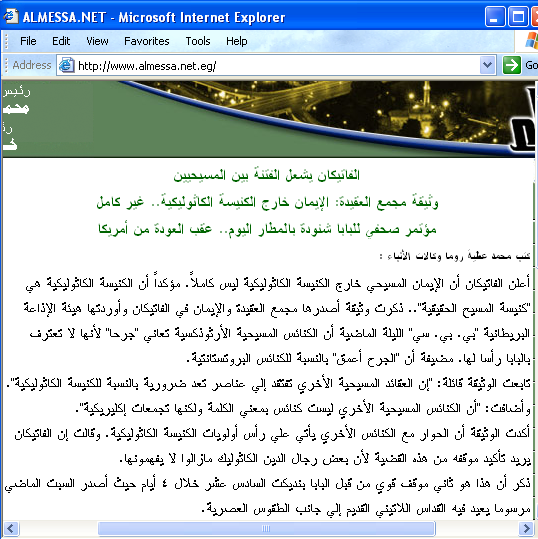 ALMESSA.NET - Microsoft Internet Explorer
File Edit View Favorites Tools Help
Address http://www.almessa.net.eg/ Go
رئيس
محمـ
الفاتيكان يشعل الفتنة بين المسيحيين
وثيقة مجمع العقيدة: الإيمان خارج الكنيسة الكاثوليكية.. غير كامل
مؤتمر صحفي للبابا شنودة بالمطار اليوم.. عقب العودة من أمريكا
كتب محمد عطية روما وكالات الأنباء :
أعلن الفاتيكان أن الإيمان المسيحي خارج الكنيسة الكاثوليكية ليس كاملاً. مؤكداً أن الكنيسة الكاثوليكية هي
"كنيسة المسيح الحقيقية".. ذكرت وثيقة أصدرها مجمع العقيدة والإيمان في الفاتيكان وأوردتها هيئة الإذاعة
البريطانية "بي. بي. سي" الليلة الماضية أن الكنائس المسيحية الأرثوذكسية تعاني "جرحا" لأنها لا تعترف
بالبابا رأسا لها. مضيفة أن "الجرح أعمق" بالنسبة للكنائس البروتستانتية.
تابعت الوثيقة قائلة: "إن العقائد المسيحية الأخري تفتقد إلي عناصر تعد ضرورية بالنسبة للكنيسة الكاثوليكية".
وأضافت: "أن الكنائس المسيحية الأخري ليست كنائس بمعني الكلمة ولكنها تجمعات إكليريكية".
أكدت الوثيقة أن الحوار مع الكنائس الأخري يأتي علي رأس أولويات الكنيسة الكاثوليكية. وقالت إن الفاتيكان
يريد تأكيد موقفه من هذه القضية لأن بعض رجال الدين الكاثوليك مازالوا لا يفهمونها.
ذكر أن هذا هو ثاني موقف قوي من قبل البابا بنديكت السادس عشر خلال ٤ أيام حيث أصدر السبت الماضي
مرسوما يعيد فيه القداس اللاتيني القديم إلي جانب الطقوس العصرية.